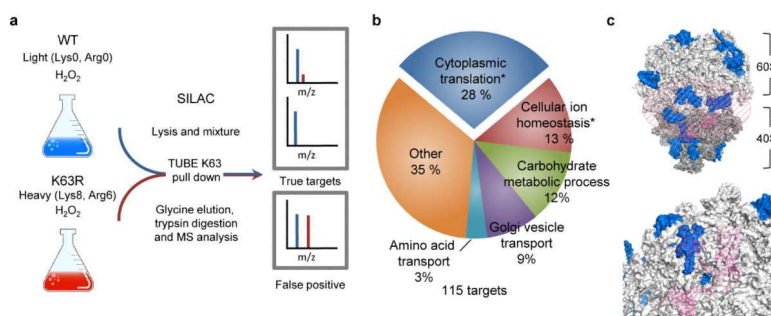 a
WT
Light (Lys0, Arg0)
H2O2
K63R
Heavy (Lys8, Arg6)
H2O2
SILAC
Lysis and mixture
TUBE K63
pull down
Glycine elution,
trypsin digestion
and MS analysis
m/z
m/z
True targets
m/z
False positive
b
Cytoplasmic
translation*
28 %
Cellular ion
homeostasis*
13 %
Carbohydrate
metabolic process
12%
Golgi vesicle
transport
9%
Amino acid
transport
3%
Other
35 %
115 targets
c
60S
40S